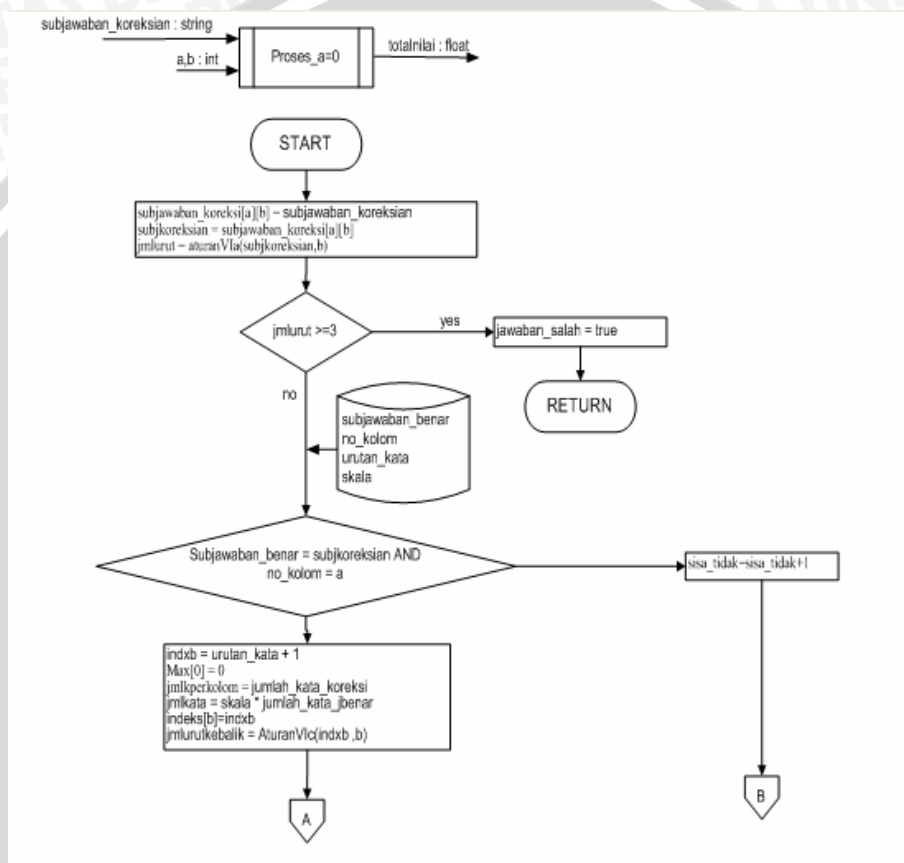 subjawaban_koreksian : string
a,b : int
Proses_a=0
totalnilai : float
START
subjawaban_koreksi[a][b] = subjawaban_koreksian
subjkoreksian = subjawaban_koreksi[a][b]
jmlurut = aturanVIa(subjkoreksian,b)
jmlurut >=3
yes
jawaban_salah = true
no
RETURN
subjawaban_benar
no_kolom
urutan_kata
skala
Subjawaban_benar = subjkoreksian AND
no_kolom = a
sisa_tidak=sisa_tidak+1
indxb = urutan_kata + 1
Max[0] = 0
jmlkperkolom = jumlah_kata_koreksi
jmlkata = skala * jumlah_kata_jbenar
indeks[b]=indxb
jmlurutkebalik = AturanVIc(indxb ,b)
A
B